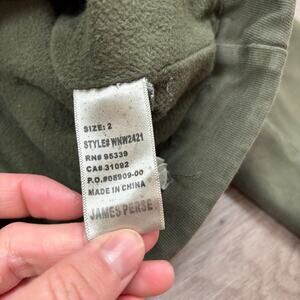 SIZE: 2
STYLE# WNW2421
RN# 95339
CA# 31092
P.O.#08909-00
MADE IN CHINA
JAMES PERSE